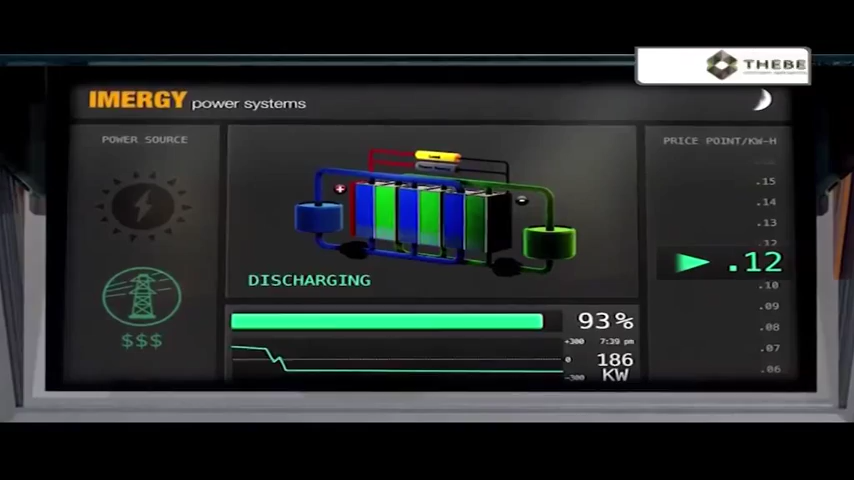 THEBE
IMERGY power systems
POWER SOURCE
PRICE POINT/KW-H
.15
.14
.13
.12
.12
.10
.09
.08
.07
.06
$$$
DISCHARGING
93%
+300 7:39 pm
0 186
-300 KW